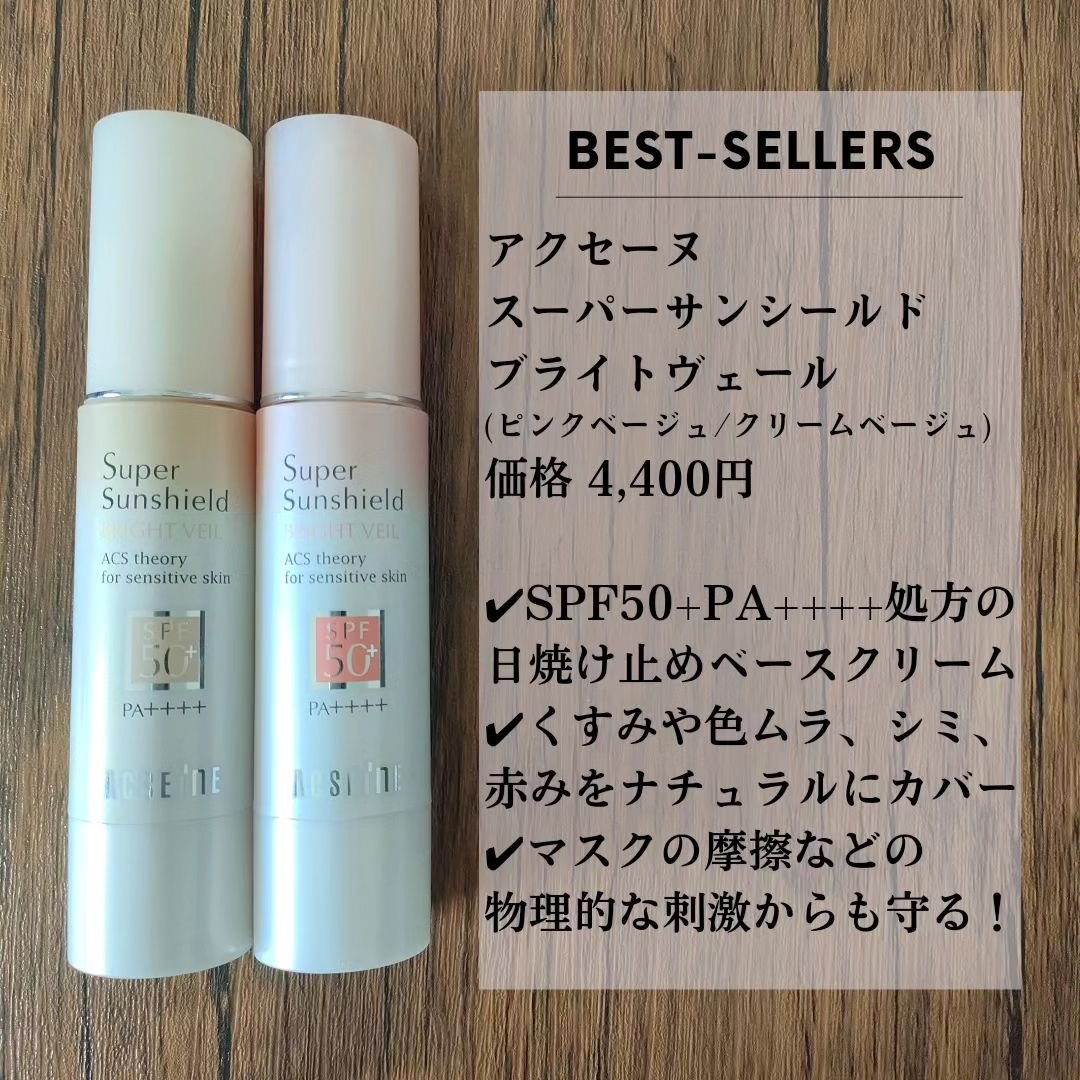 BEST-SELLERS
アクセーヌ
スーパーサンシールド
ブライトヴェール
(ピンクベージュ/クリームベージュ)
価格 4,400円
✔SPF50+PA++++処方の
日焼け止めベースクリーム
✔くすみや色ムラ、シミ、
赤みをナチュラルにカバー
✔マスクの摩擦などの
物理的な刺激からも守る！
Super
Sunshield
BRIGHT VEIL
ACS theory
for sensitive skin
SPF
50+
PA++++
ACSEINE
Super
Sunshield
BRIGHT VEIL
ACS theory
for sensitive skin
SPF
50+
PA++++
ACSEINE